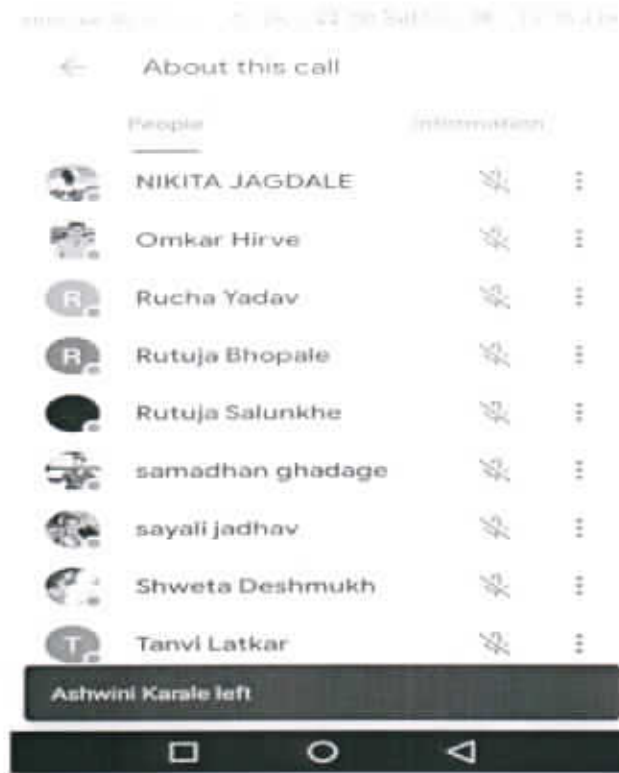 About this call
People
Information
NIKITA JAGDALE
Omkar Hirve
R
Rucha Yadav
R
Rutuja Bhopale
Rutuja Salunkhe
samadhan ghadage
sayali jadhav
Shweta Deshmukh
T
Tanvi Latkar
Ashwini Karale left